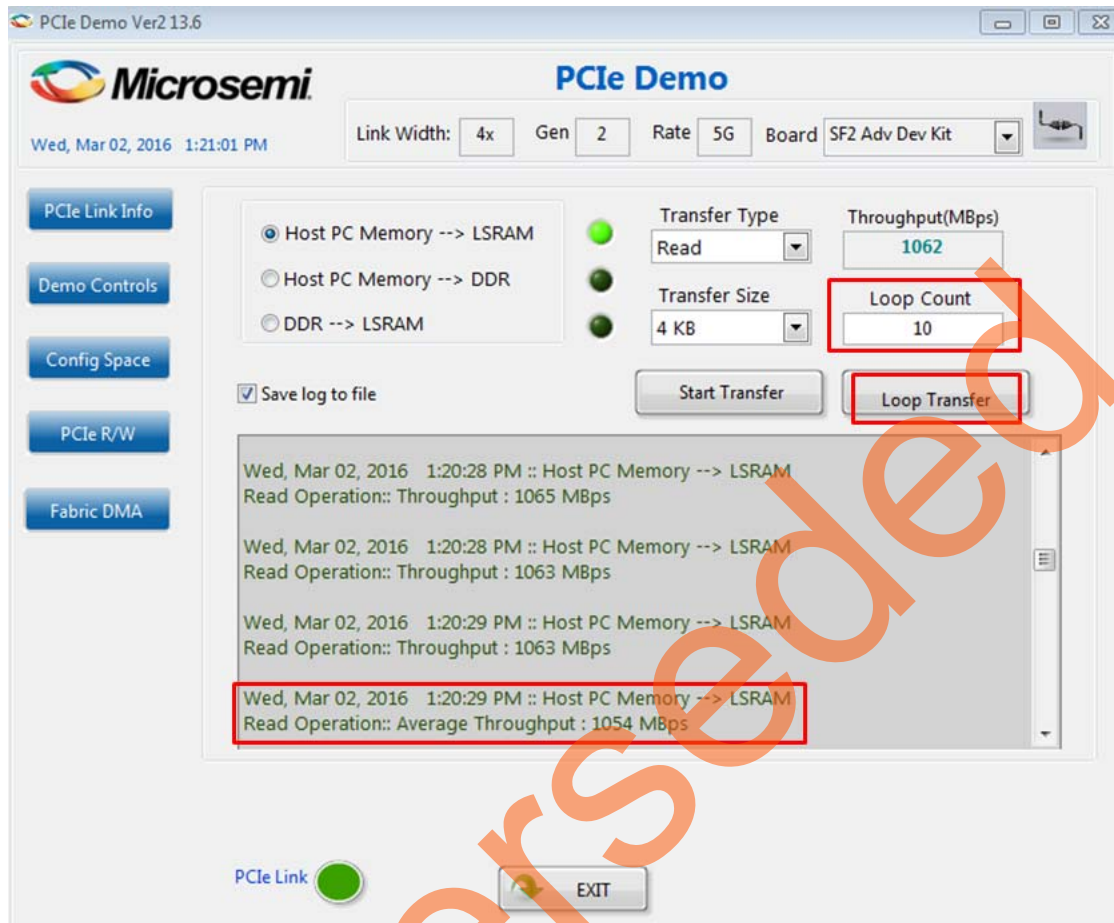 PCIe Demo Ver2 13.6
Microsemi.
PCIe Demo
Wed, Mar 02, 2016 1:21:01 PM
Link Width: 4x Gen 2 Rate 5G Board SF2 Adv Dev Kit
PCIe Link Info
Demo Controls
Config Space
PCIe R/W
Fabric DMA
Host PC Memory --> LSRAM
Host PC Memory --> DDR
DDR --> LSRAM
Transfer Type
Read
Throughput(MBps)
1062
Transfer Size
4 KB
Loop Count
10
Save log to file
Start Transfer
Loop Transfer
Wed, Mar 02, 2016 1:20:28 PM :: Host PC Memory --> LSRAM
Read Operation:: Throughput : 1065 MBps
Wed, Mar 02, 2016 1:20:28 PM :: Host PC Memory --> LSRAM
Read Operation:: Throughput : 1063 MBps
Wed, Mar 02, 2016 1:20:29 PM :: Host PC Memory --> LSRAM
Read Operation:: Throughput : 1063 MBps
Wed, Mar 02, 2016 1:20:29 PM :: Host PC Memory --> LSRAM
Read Operation:: Average Throughput : 1054 MBps
PCIe Link
EXIT
erseded